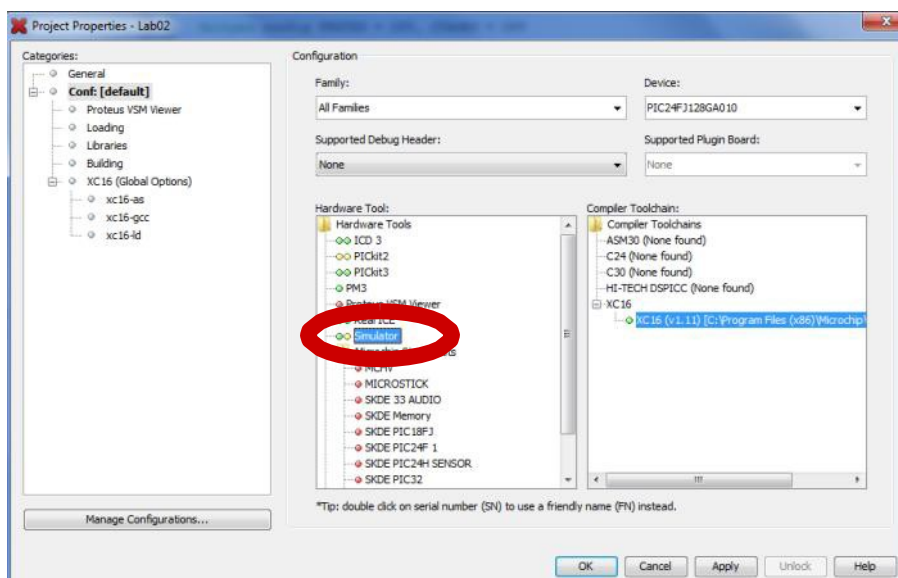 Project Properties - Lab02
Categories:
General
Conf: [default]
Proteus VSM Viewer
Loading
Libraries
Building
XC16 (Global Options)
xc16-as
xc16-gcc
xc16-ld
Manage Configurations...
Configuration
Family:
Device:
All Families
PIC24FJ128GA010
Supported Debug Header:
Supported Plugin Board:
None
None
Hardware Tool:
Hardware Tools
ICD 3
PICkit2
PICkit3
PM3
Proteus VSM Viewer
Real ICE
Simulator
MICROSTICK
SKDE 33 AUDIO
SKDE Memory
SKDE PIC18FJ
SKDE PIC24F 1
SKDE PIC24H SENSOR
SKDE PIC32
Compiler Toolchain:
Compiler Toolchains
ASM30 (None found)
C24 (None found)
C30 (None found)
HI-TECH DSPICC (None found)
XC16
XC16 (v1.11) [C:\Program Files (x86)\Microchip\
*Tip: double click on serial number (SN) to use a friendly name (FN) instead.
OK
Cancel
Apply
Unlock
Help